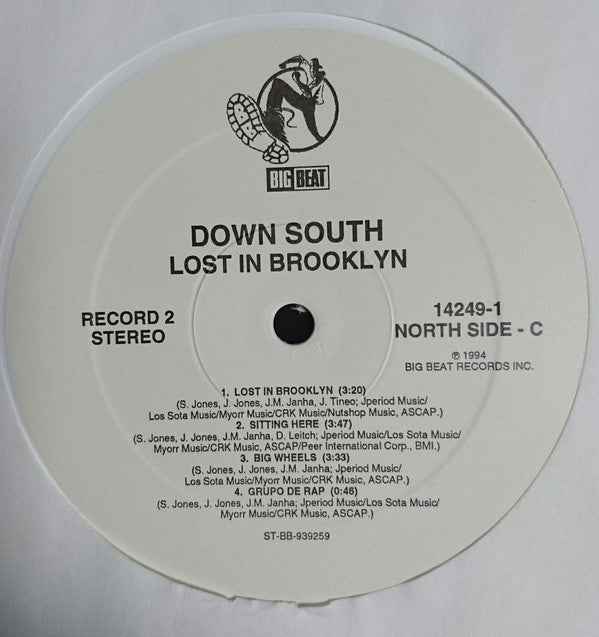 BIG BEAT
DOWN SOUTH
LOST IN BROOKLYN
RECORD 2
STEREO
14249-1
NORTH SIDE - C
℗ 1994
BIG BEAT RECORDS INC.
1. LOST IN BROOKLYN (3:20)
(S. Jones, J. Jones, J.M. Janha, J. Tineo; Jperiod Music/
Los Sota Music/Myorr Music/CRK Music/Nutshop Music, ASCAP.)
2. SITTING HERE (3:47)
(S. Jones, J. Jones, J.M. Janha, D. Leitch; Jperiod Music/Los Sota Music/
Myorr Music/CRK Music, ASCAP/Peer International Corp., BMI.)
3. BIG WHEELS (3:33)
(S. Jones, J. Jones, J.M. Janha; Jperiod Music/
Los Sota Music/Myorr Music/CRK Music, ASCAP.)
4. GRUPO DE RAP (0:46)
(S. Jones, J. Jones, J.M. Janha; Jperiod Music/Los Sota Music/
Myorr Music/CRK Music, ASCAP.)
ST-BB-939259